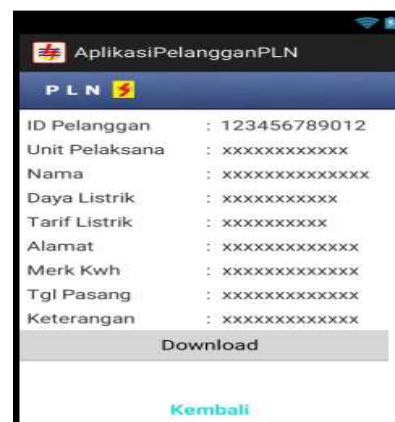 AplikasiPelangganPLN
PLN
ID Pelanggan : 123456789012
Unit Pelaksana : xxxxxxxxxxxx
Nama : xxxxxxxxxxxxxx
Daya Listrik : xxxxxxxxxxx
Tarif Listrik : xxxxxxxxxx
Alamat : xxxxxxxxxxxxx
Merk Kwh : xxxxxxxxxxxxx
Tgl Pasang : xxxxxxxxxxxxx
Keterangan : xxxxxxxxxxxxx
Download
Kembali